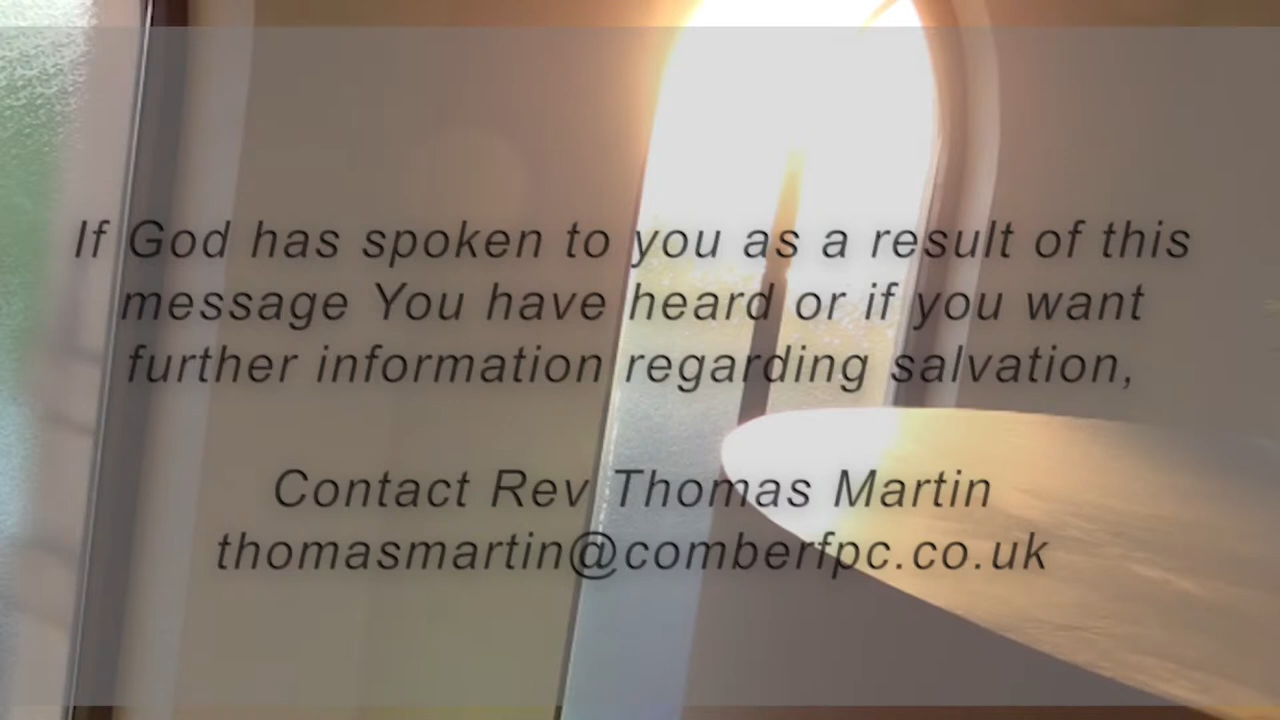 If God has spoken to you as a result of this
message You have heard or if you want
further information regarding salvation,
Contact Rev Thomas Martin
thomasmartin@comberfpc.co.uk